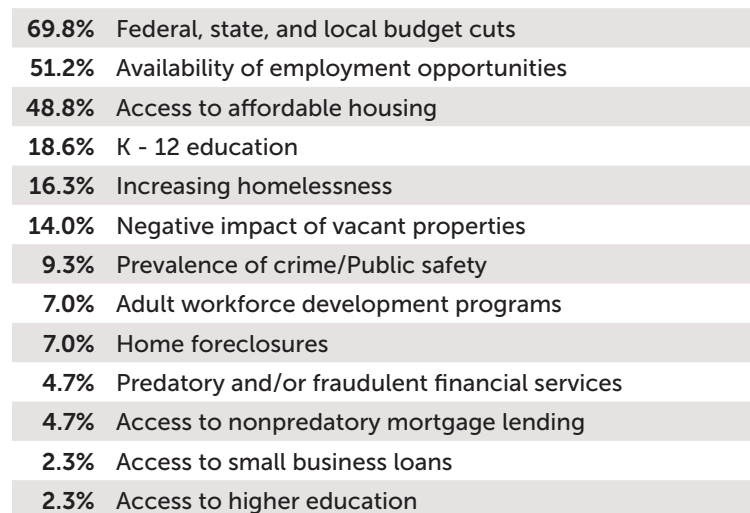 69.8% Federal, state, and local budget cuts
51.2% Availability of employment opportunities
48.8% Access to affordable housing
18.6% K - 12 education
16.3% Increasing homelessness
14.0% Negative impact of vacant properties
9.3% Prevalence of crime/Public safety
7.0% Adult workforce development programs
7.0% Home foreclosures
4.7% Predatory and/or fraudulent financial services
4.7% Access to nonpredatory mortgage lending
2.3% Access to small business loans
2.3% Access to higher education